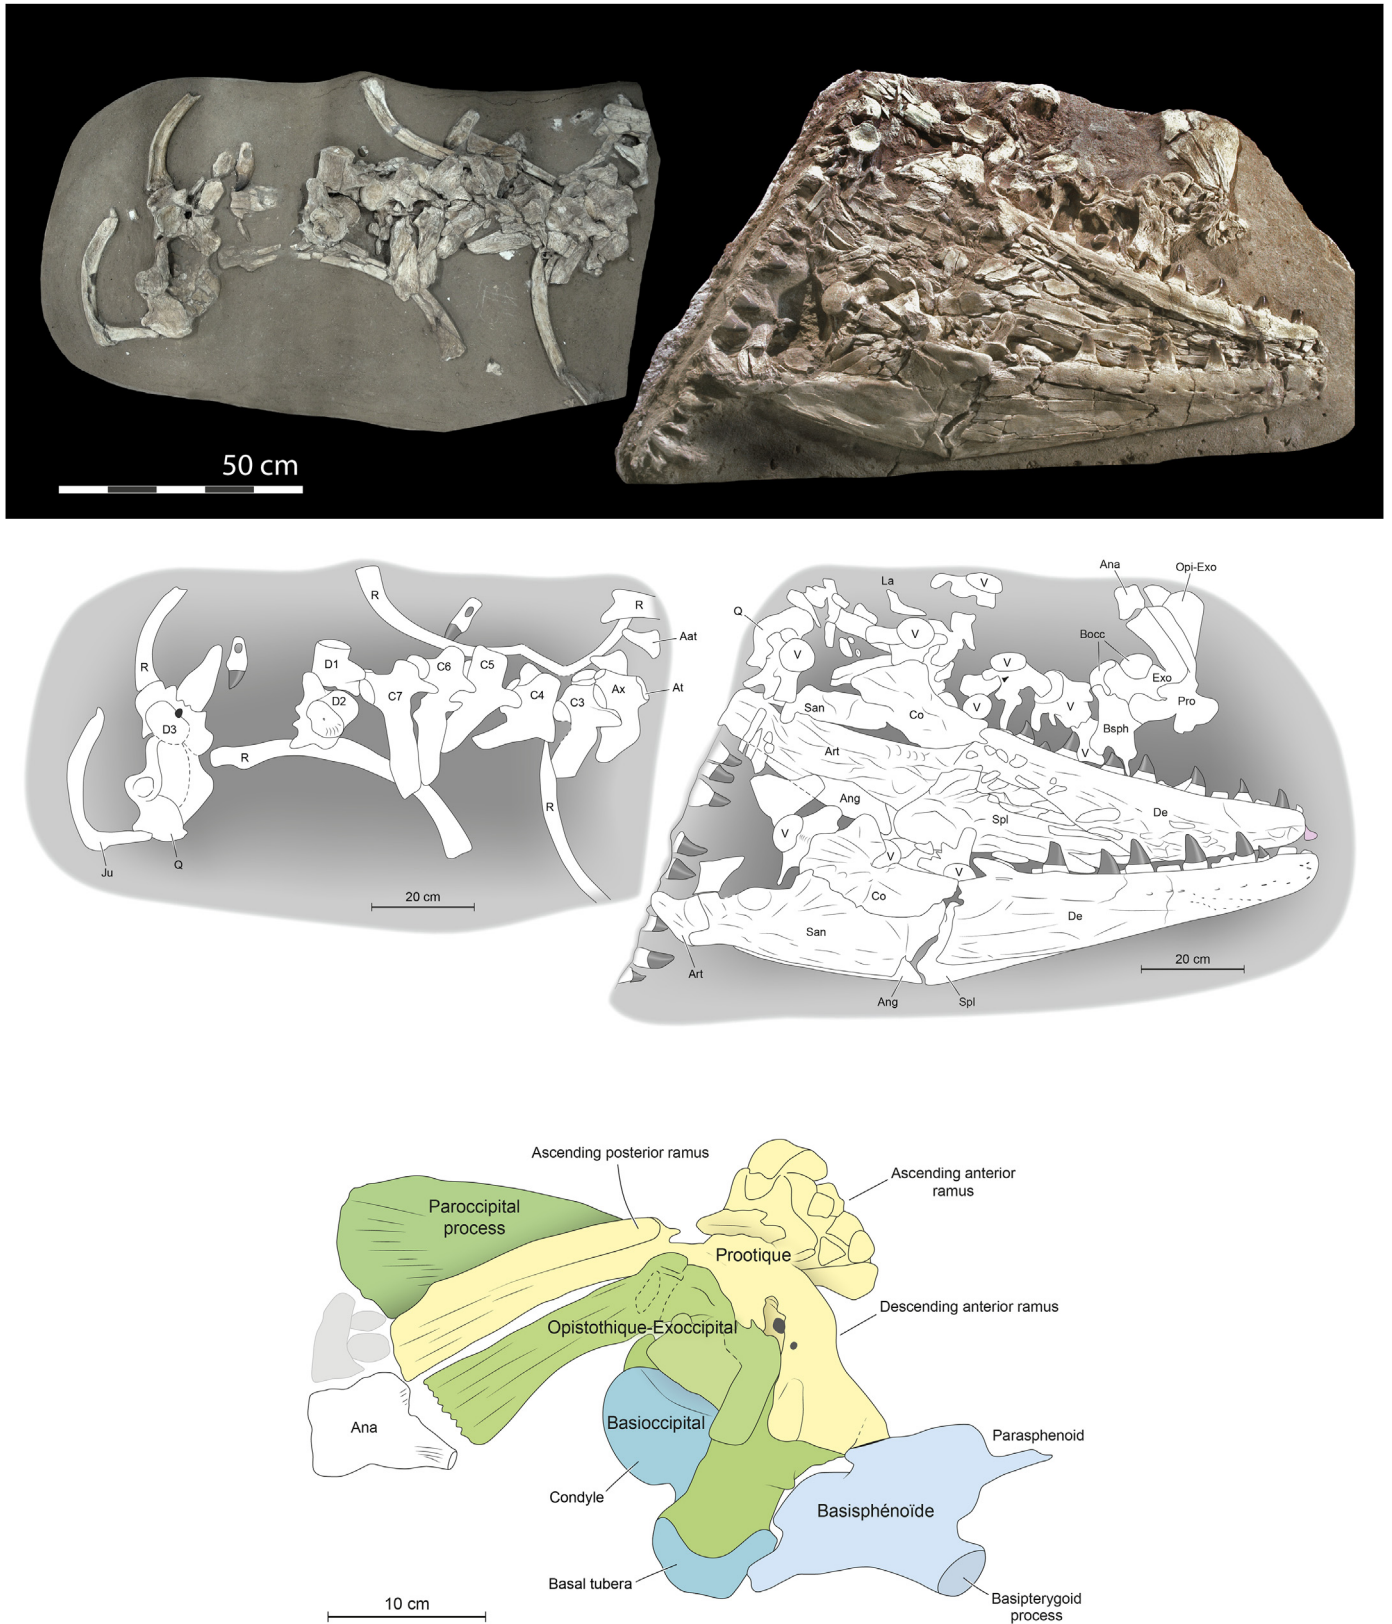 50 cm
R
R
Aat
At
R
D1
D2
D3
C7
C6
C5
C4
C3
Ax
R
R
Ju
Q
20 cm
La
V
Ana
Opi-Exo
Q
V
V
Bocc
V
Exo
San
Co
V
V
Pro
Bsph
V
Art
Ang
Spl
De
V
V
V
Co
San
De
Art
Ang
Spl
20 cm
Ascending posterior ramus
Ascending anterior
ramus
Paroccipital
process
Prootique
Descending anterior ramus
Opistothique-Exoccipital
Ana
Basioccipital
Parasphenoid
Condyle
Basisphénoïde
Basal tubera
Basipterygoid
process
10 cm